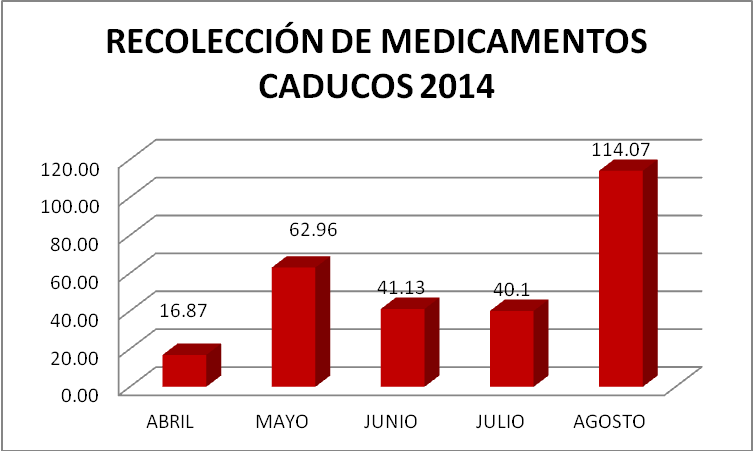 RECOLECCIÓN DE MEDICAMENTOS
CADUCOS 2014
120.00
100.00
80.00
60.00
40.00
20.00
0.00
16.87
62.96
41.13
40.1
114.07
ABRIL
MAYO
JUNIO
JULIO
AGOSTO